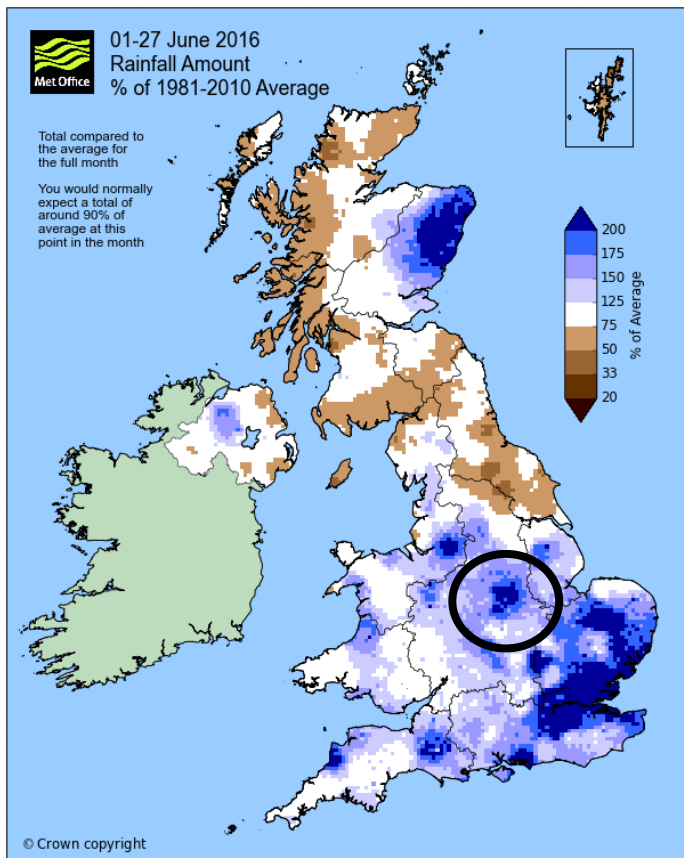 Met Office
01-27 June 2016
Rainfall Amount
% of 1981-2010 Average
Total compared to
the average for
the full month
You would normally
expect a total of
around 90% of
average at this
point in the month
200
175
150
125
75
50
33
20
% of Average
© Crown copyright